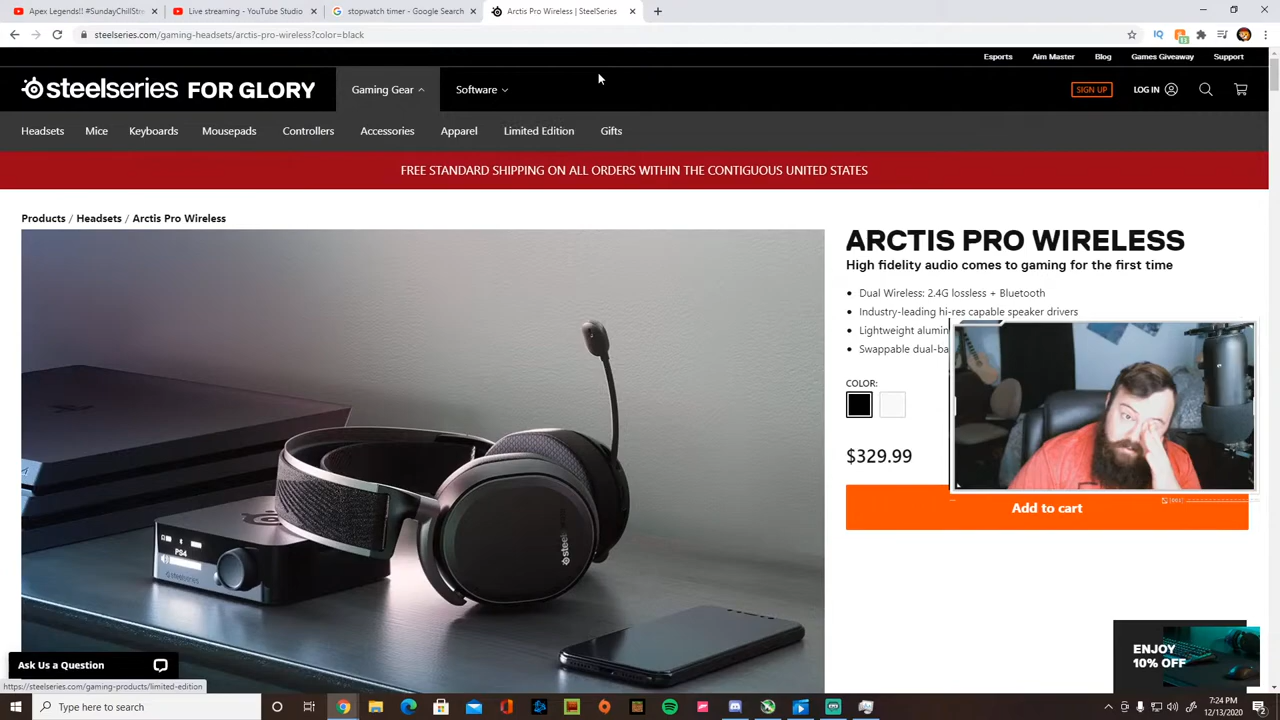 Apex Legends!! #SundayChillStr
Live streaming - YouTube Studio
stopwatch timer - Google Search
Arctis Pro Wireless | SteelSeries
steelseries.com/gaming-headsets/arctis-pro-wireless?color=black
Esports Aim Master Blog Games Giveaway Support
steelseries FOR GLORY Gaming Gear Software SIGN UP LOG IN
Headsets Mice Keyboards Mousepads Controllers Accessories Apparel Limited Edition Gifts
FREE STANDARD SHIPPING ON ALL ORDERS WITHIN THE CONTIGUOUS UNITED STATES
Products / Headsets / Arctis Pro Wireless
ARCTIS PRO WIRELESS
High fidelity audio comes to gaming for the first time
Dual Wireless: 2.4G lossless + Bluetooth
Industry-leading hi-res capable speaker drivers
Lightweight alumin
Swappable dual-ba
COLOR:
$329.99
Add to cart
PS4
steelseries
steel
ENJOY
10% OFF
Ask Us a Question
https://steelseries.com/gaming-products/limited-edition
Type here to search
7:24 PM
12/13/2020